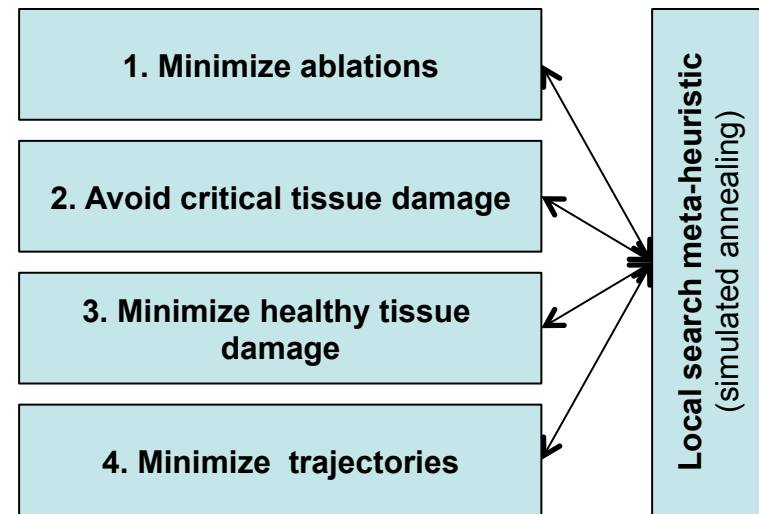 1. Minimize ablations
2. Avoid critical tissue damage
3. Minimize healthy tissue
damage
4. Minimize trajectories
Local search meta-heuristic
(simulated annealing)